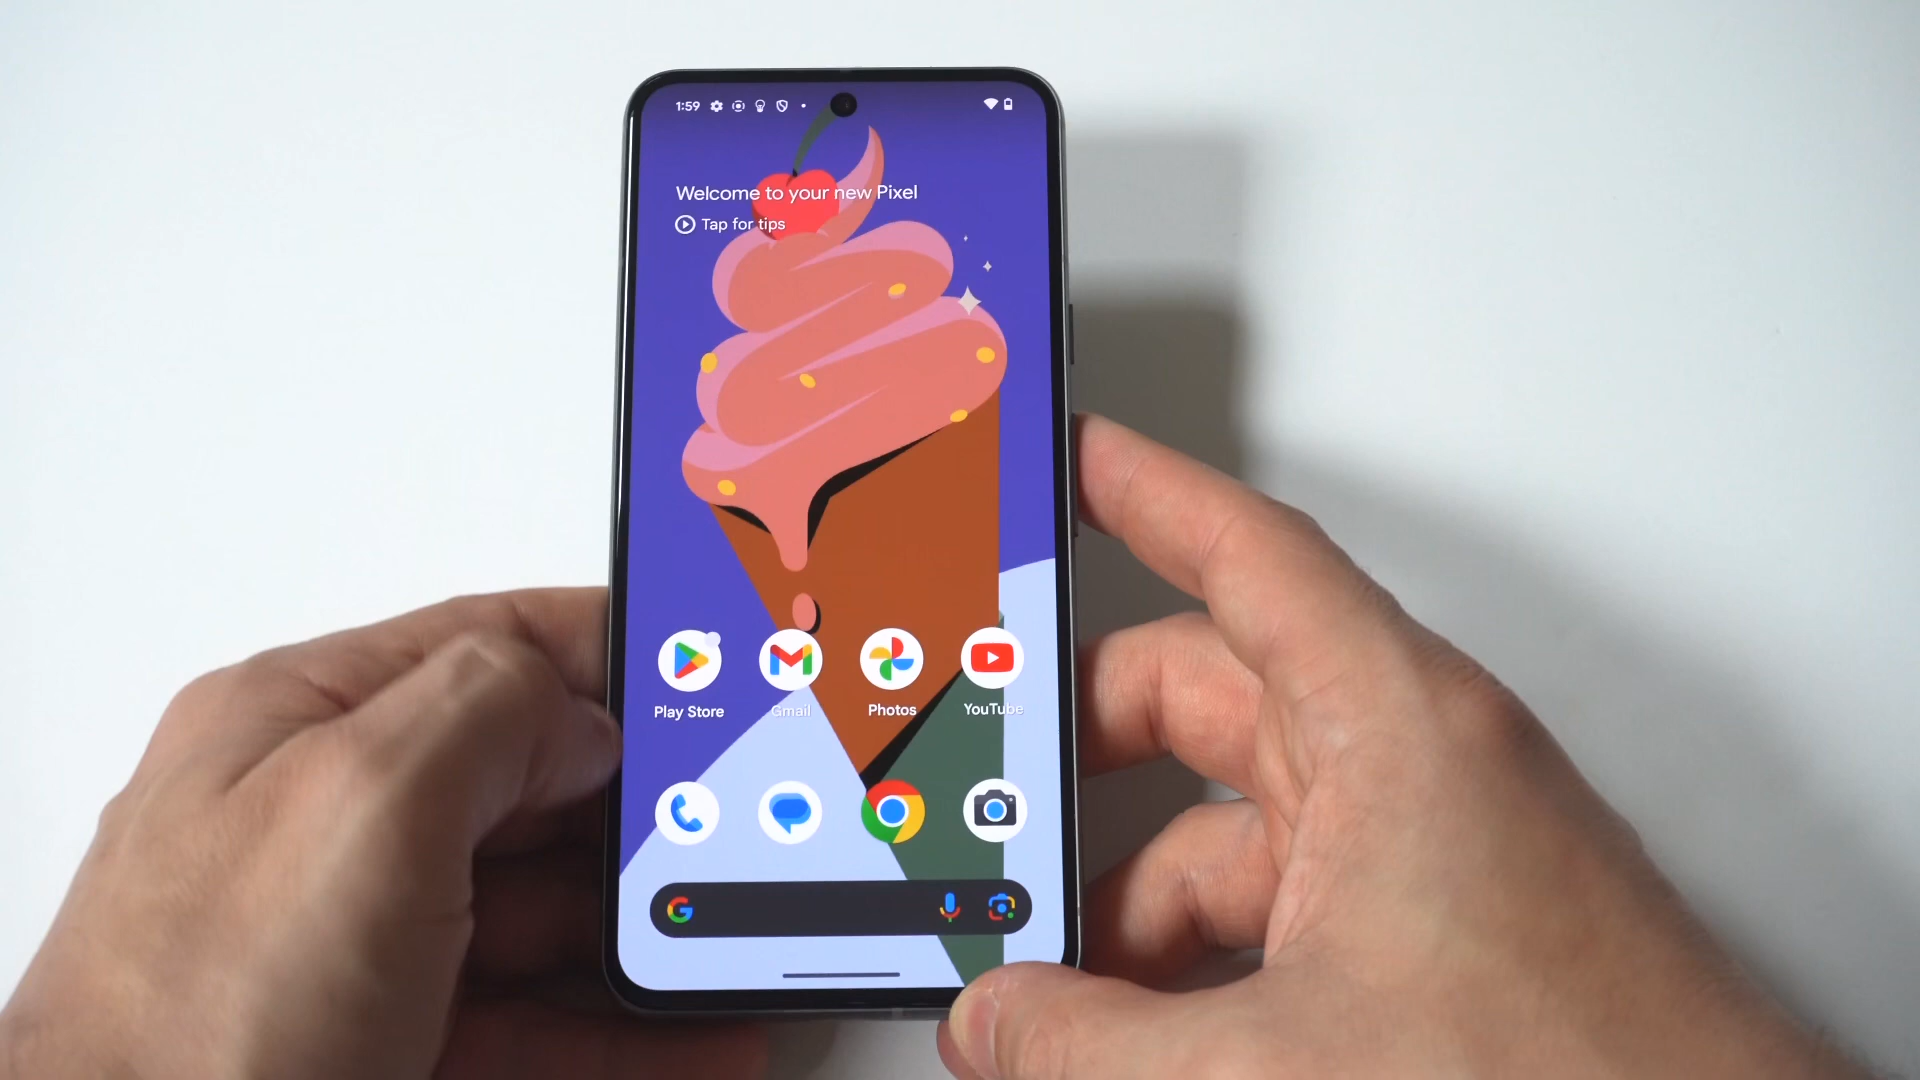 1:59
Welcome to your new Pixel
Tap for tips
Play Store
Gmail
Photos
YouTube